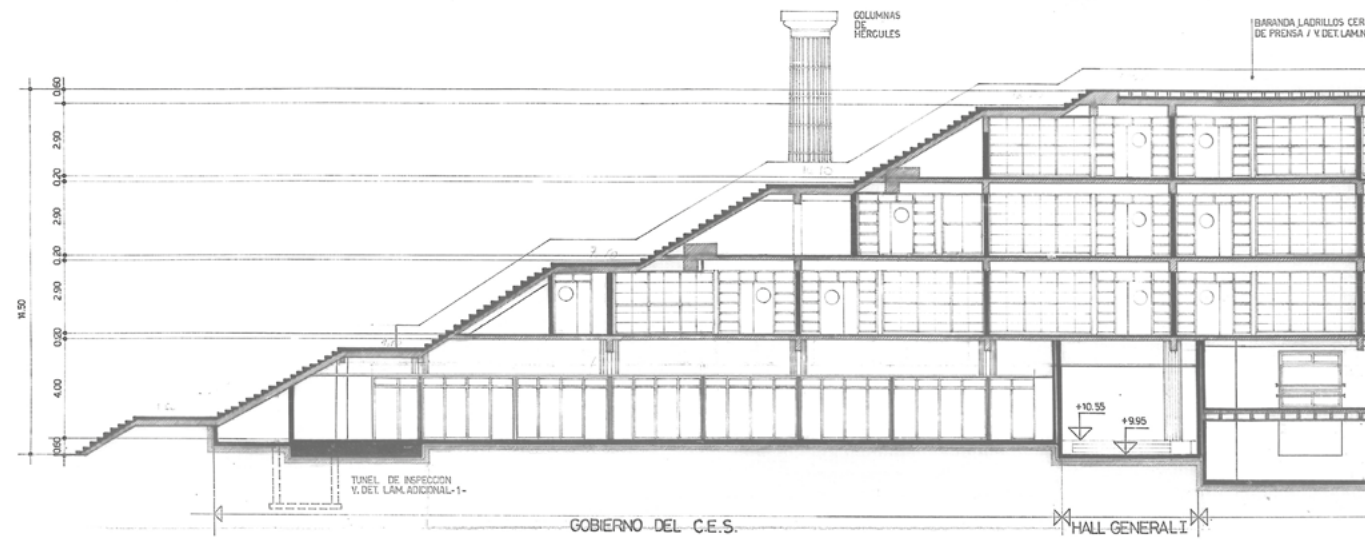 COLUMNAS
DE
HERCULES
BARANDA LADRILLOS CER
DE PRENSA / V. DET. LAM.N
0.60
2.90
0.20
2.90
0.20
2.90
0.20
4.00
0.60
14.50
+10.55
+9.95
TUNEL DE INSPECCION
V. DET. LAM. ADICIONAL-1-
GOBIERNO DEL C.E.S.
HALL GENERAL I